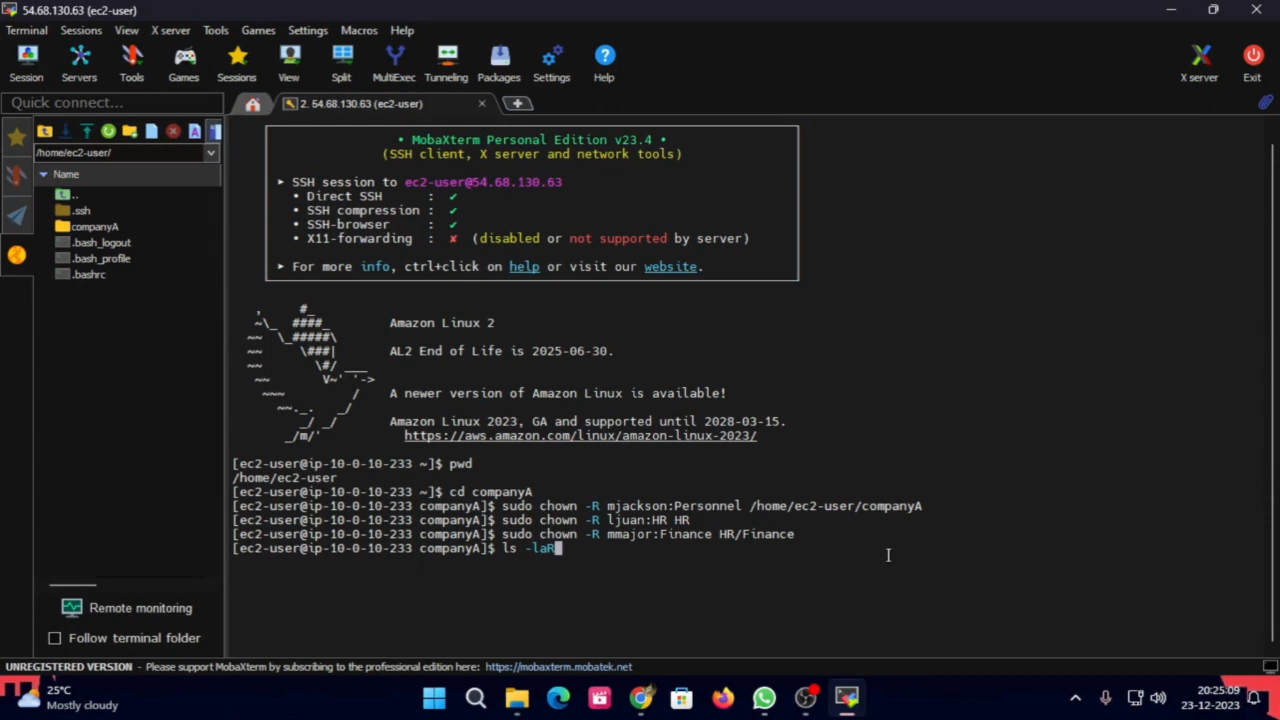 54.68.130.63 (ec2-user)
Terminal Sessions View X server Tools Games Settings Macros Help
Session Servers Tools Games Sessions View Split MultiExec Tunneling Packages Settings Help X server Exit
Quick connect...
2. 54.68.130.63 (ec2-user)
/home/ec2-user/
Name
..
.ssh
companyA
.bash_logout
.bash_profile
.bashrc
• MobaXterm Personal Edition v23.4 •
(SSH client, X server and network tools)
▸ SSH session to ec2-user@54.68.130.63
• Direct SSH : ✔
• SSH compression : ✔
• SSH-browser : ✔
• X11-forwarding : ✘ (disabled or not supported by server)
▸ For more info, ctrl+click on help or visit our website.
, #_
~\_ ####_ Amazon Linux 2
~~ \_#####\
~~ \###| AL2 End of Life is 2025-06-30.
~~ \#/ ___
~~ V~' '->
~~~ / A newer version of Amazon Linux is available!
~~._. _/
_/ _/ Amazon Linux 2023, GA and supported until 2028-03-15.
_/m/' https://aws.amazon.com/linux/amazon-linux-2023/
[ec2-user@ip-10-0-10-233 ~]$ pwd
/home/ec2-user
[ec2-user@ip-10-0-10-233 ~]$ cd companyA
[ec2-user@ip-10-0-10-233 companyA]$ sudo chown -R mjackson:Personnel /home/ec2-user/companyA
[ec2-user@ip-10-0-10-233 companyA]$ sudo chown -R ljuan:HR HR
[ec2-user@ip-10-0-10-233 companyA]$ sudo chown -R mmajor:Finance HR/Finance
[ec2-user@ip-10-0-10-233 companyA]$ ls -laR
Remote monitoring
Follow terminal folder
UNREGISTERED VERSION - Please support MobaXterm by subscribing to the professional edition here: https://mobaxterm.mobatek.net
25°C
Mostly cloudy
20:25:09
23-12-2023